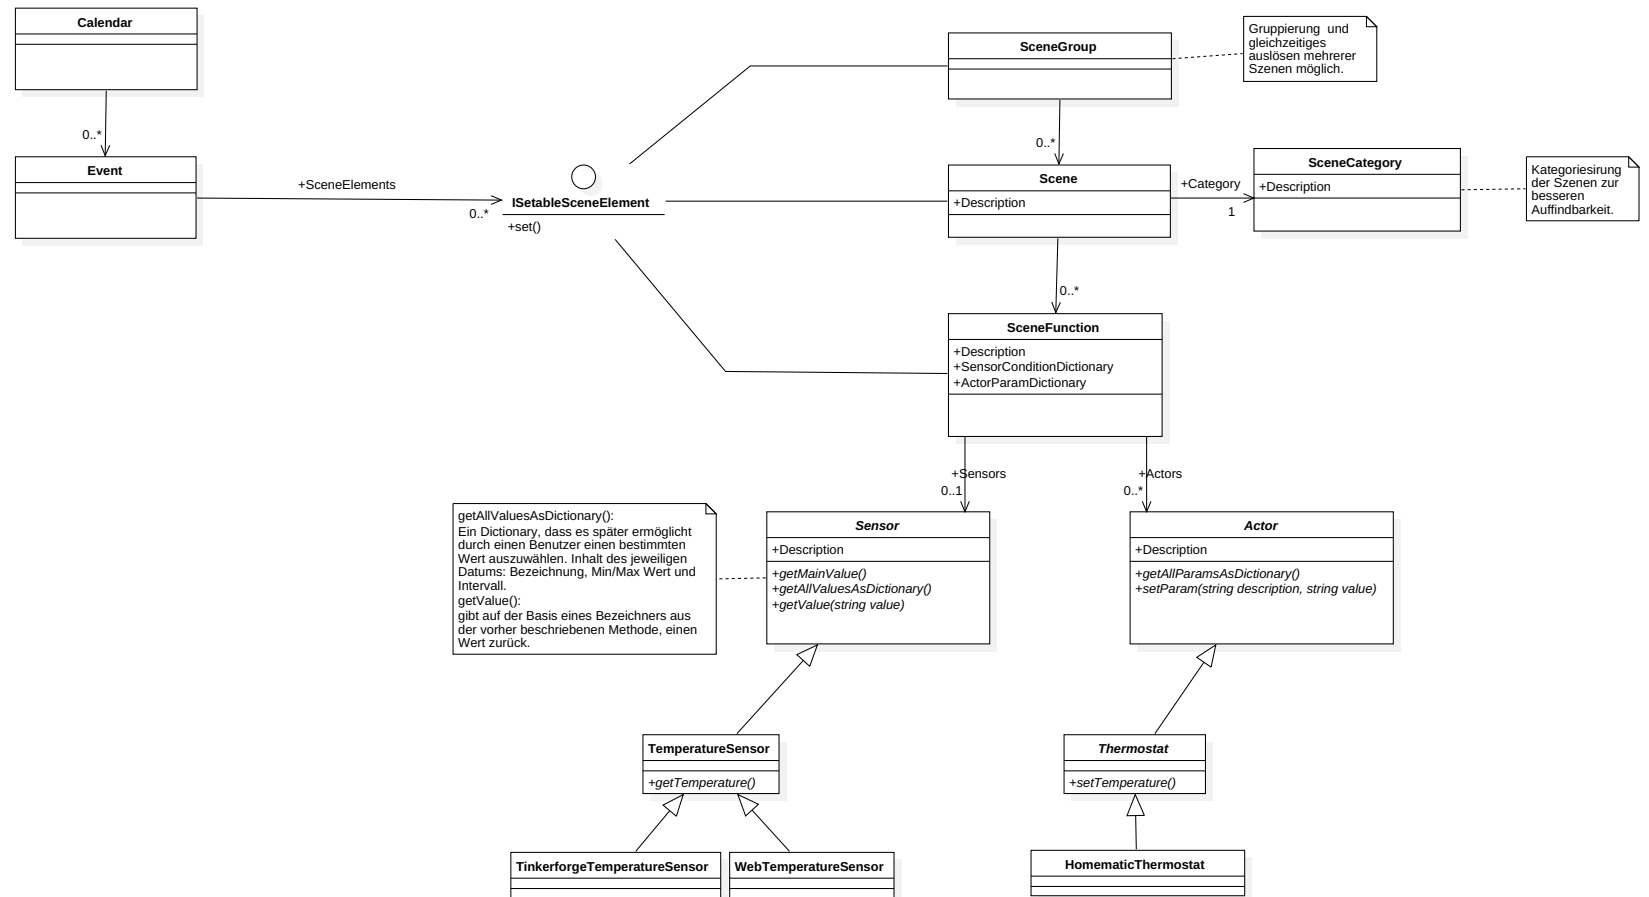 Calendar
0..*
Event
+SceneElements
0..*
ISetableSceneElement
+set()
SceneGroup
Gruppierung und
gleichzeitiges
auslösen mehrerer
Szenen möglich.
0..*
Scene
+Description
+Category
1
SceneCategory
+Description
Kategoriesirung
der Szenen zur
besseren
Auffindbarkeit.
0..*
SceneFunction
+Description
+SensorConditionDictionary
+ActorParamDictionary
+Sensors
0..1
+Actors
0..*
getAllValuesAsDictionary():
Ein Dictionary, dass es später ermöglicht
durch einen Benutzer einen bestimmten
Wert auszuwählen. Inhalt des jeweiligen
Datums: Bezeichnung, Min/Max Wert und
Intervall.
getValue():
gibt auf der Basis eines Bezeichners aus
der vorher beschriebenen Methode, einen
Wert zurück.
Sensor
+Description
+getMainValue()
+getAllValuesAsDictionary()
+getValue(string value)
Actor
+Description
+getAllParamsAsDictionary()
+setParam(string description, string value)
TemperatureSensor
+getTemperature()
Thermostat
+setTemperature()
TinkerforgeTemperatureSensor
WebTemperatureSensor
HomematicThermostat